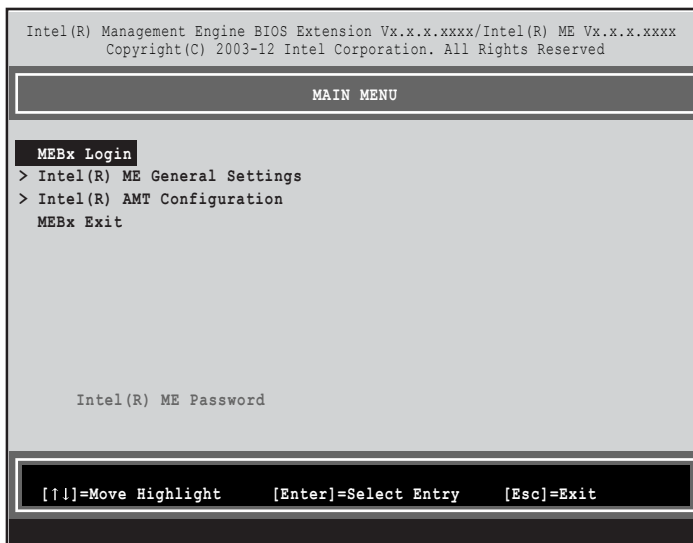 Intel(R) Management Engine BIOS Extension Vx.x.x.xxxx/Intel(R) ME Vx.x.x.xxxx
Copyright(C) 2003-12 Intel Corporation. All Rights Reserved
MAIN MENU
MEBx Login
> Intel(R) ME General Settings
> Intel(R) AMT Configuration
MEBx Exit
Intel(R) ME Password
[↑↓]=Move Highlight [Enter]=Select Entry [Esc]=Exit